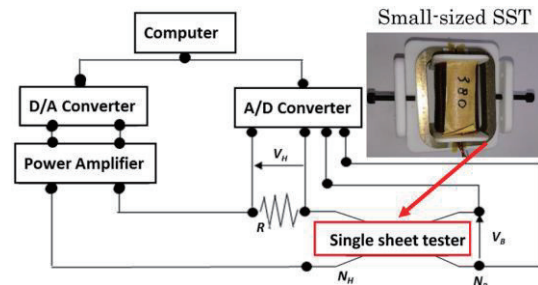 Small-sized SST
Computer
D/A Converter
A/D Converter
Power Amplifier
380
V_H
R
Single sheet tester
V_B
N_H